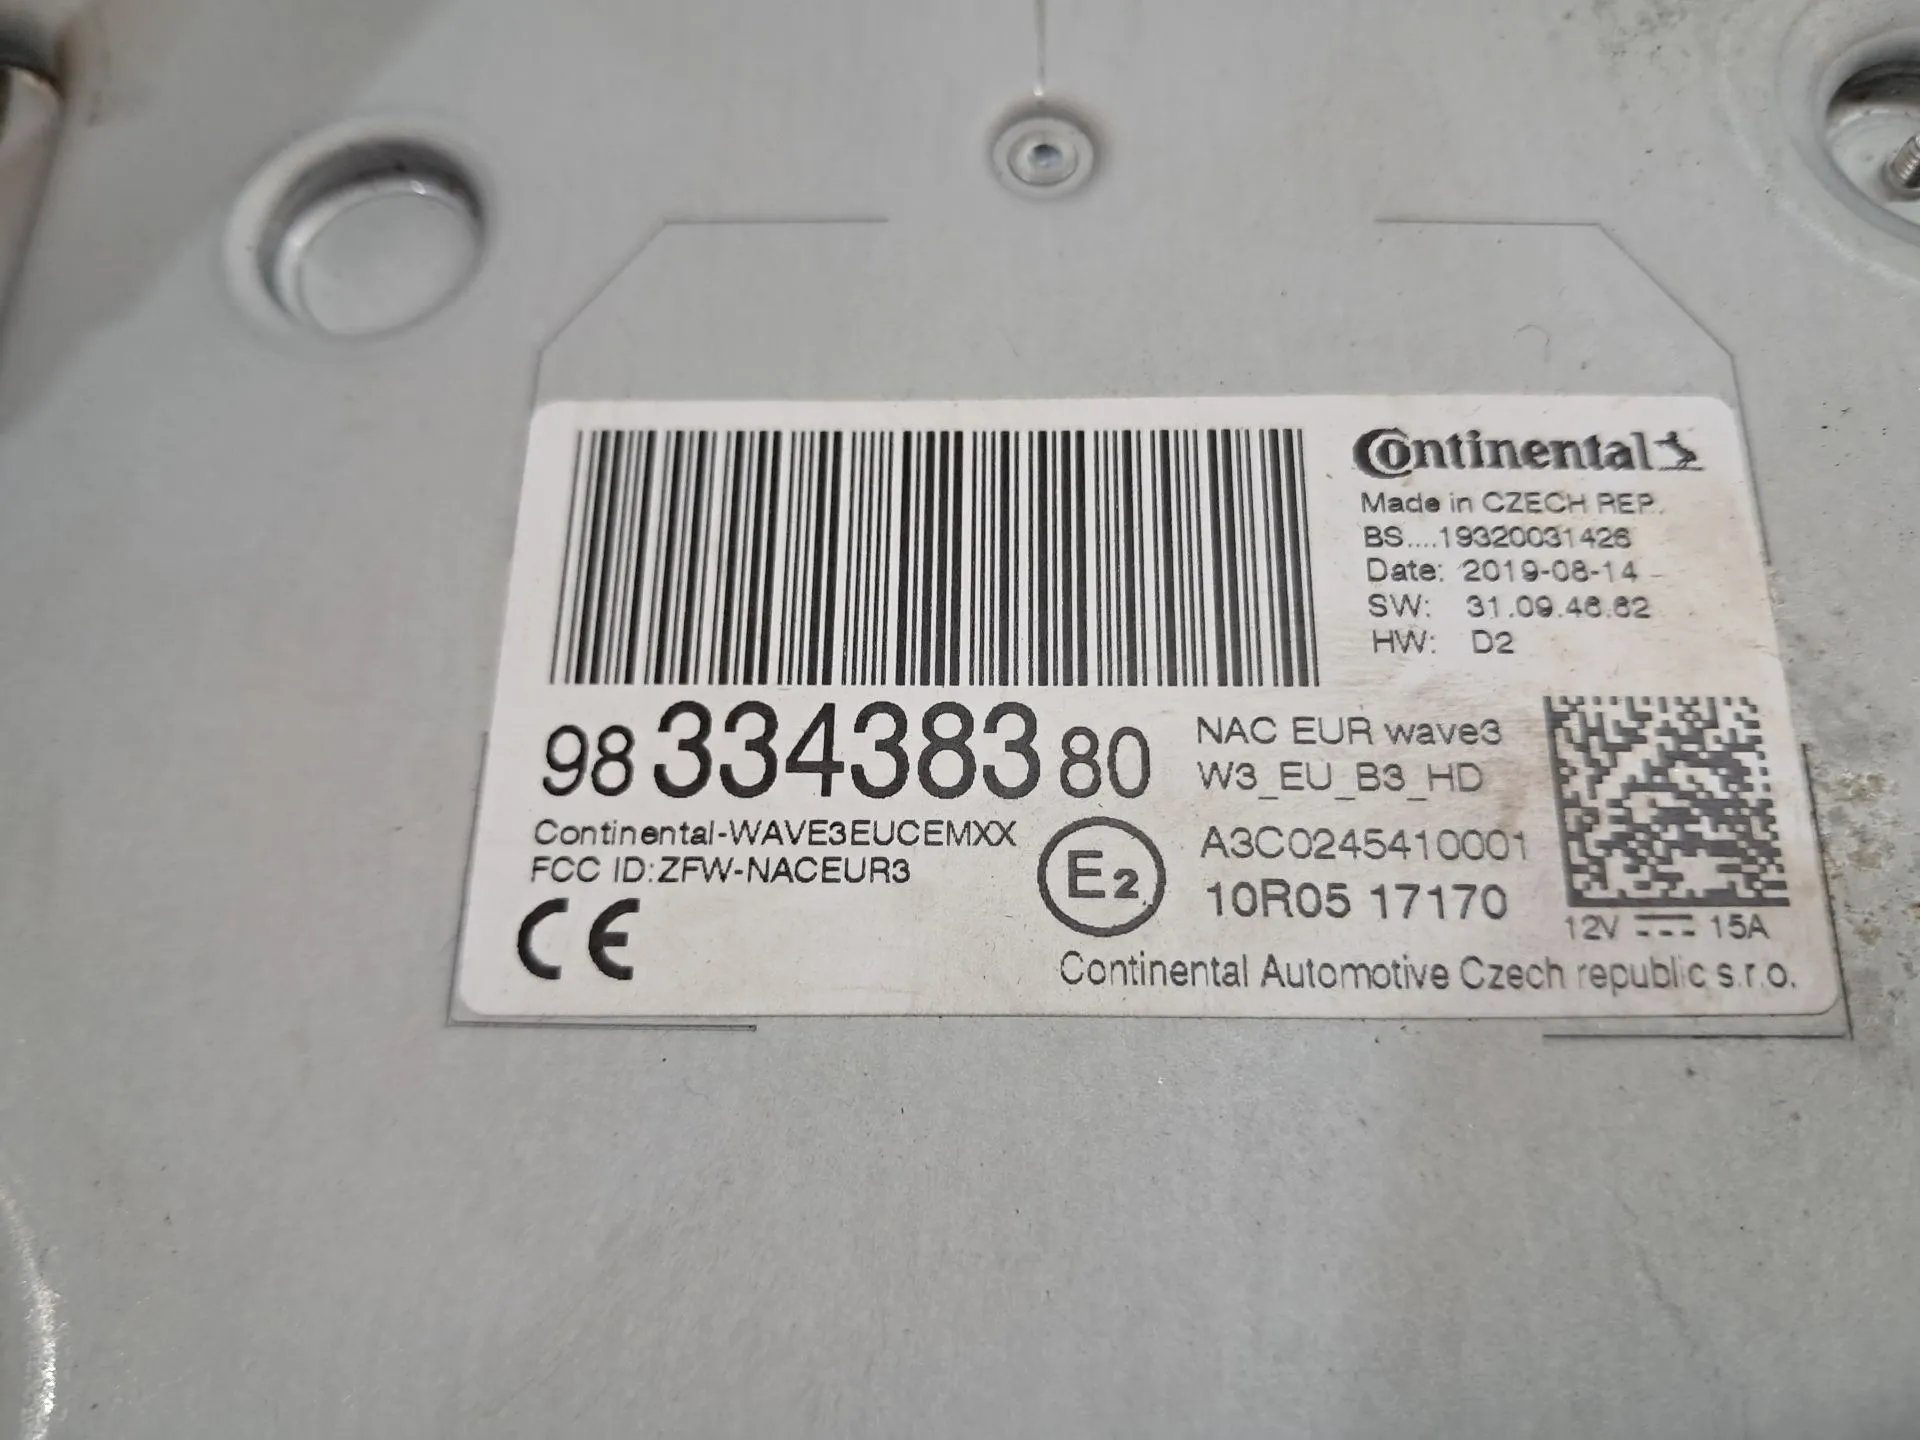 Continental
Made in CZECH REP.
BS....19320031426
Date: 2019-08-14
SW: 31.09.46.62
HW: D2
98 334383 80
NAC EUR wave3
W3_EU_B3_HD
Continental-WAVE3EUCEMXX
FCC ID:ZFW-NACEUR3
CE
E2
A3C0245410001
10R05 17170
12V 15A
Continental Automotive Czech republic s.r.o.